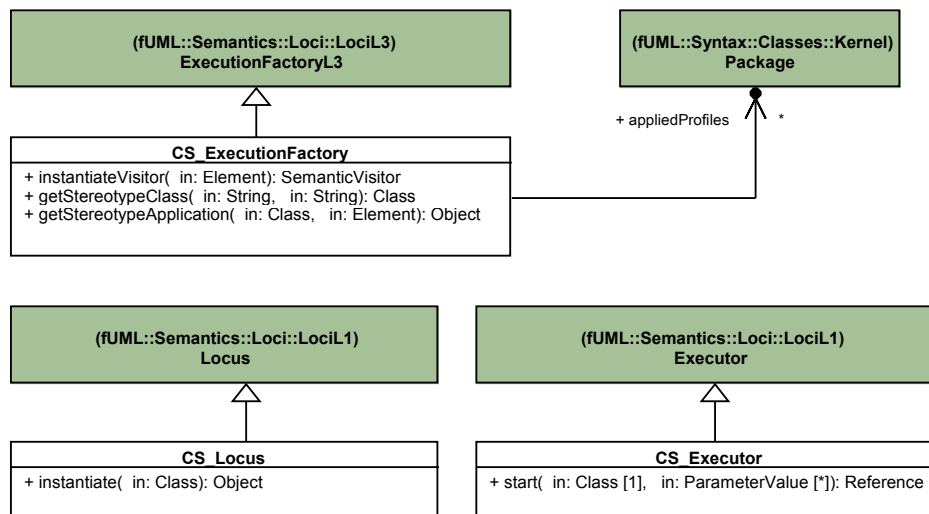 (fUML::Semantics::Loci::LociL3)
ExecutionFactoryL3
(fUML::Syntax::Classes::Kernel)
Package
+ appliedProfiles
*
CS_ExecutionFactory
+ instantiateVisitor( in: Element): SemanticVisitor
+ getStereotypeClass( in: String, in: String): Class
+ getStereotypeApplication( in: Class, in: Element): Object
(fUML::Semantics::Loci::LociL1)
Locus
(fUML::Semantics::Loci::LociL1)
Executor
CS_Locus
+ instantiate( in: Class): Object
CS_Executor
+ start( in: Class [1], in: ParameterValue [*]): Reference